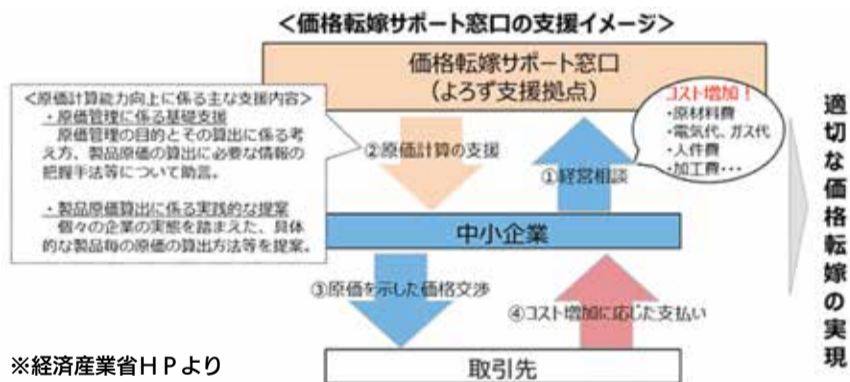 ＜価格転嫁サポート窓口の支援イメージ＞
価格転嫁サポート窓口
（よろず支援拠点）
＜原価計算能力向上に係る主な支援内容＞
・原価管理に係る基礎支援
原価管理の目的とその算出に係る考
え方、製品原価の算出に必要な情報の
把握手法等について助言。
・製品原価算出に係る実践的な提案
個々の企業の実態を踏まえた、具体
的な製品毎の原価の算出方法等を提案。
コスト増加！
・原材料費
・電気代、ガス代
・人件費
・加工費・・・
②原価計算の支援
①経営相談
中小企業
③原価を示した価格交渉
④コスト増加に応じた支払い
取引先
適切な価格転嫁の実現
※経済産業省ＨＰより